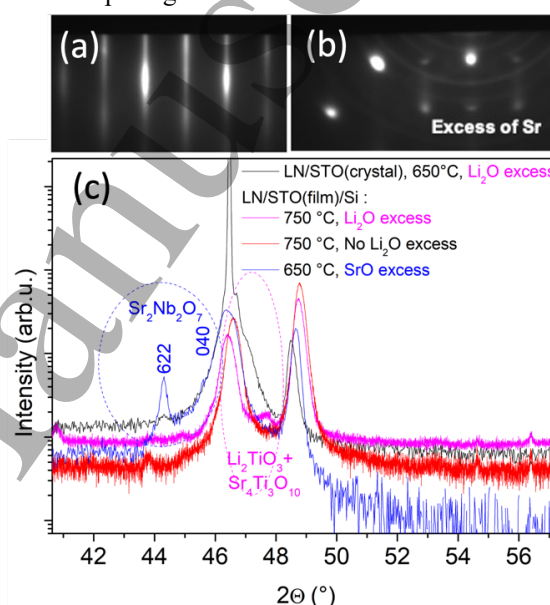 (a)
(b)
Excess of Sr
(c)
LN/STO(crystal), 650°C, Li₂O excess
LN/STO(film)/Si :
750 °C, Li₂O excess
750 °C, No Li₂O excess
650 °C, SrO excess
Sr₂Nb₂O₇
622
040
Li₂TiO₃+
Sr₄Ti₃O₁₀
Intensity (arb.u.)
42 44 46 48 50 52 54 56
2Θ (°)